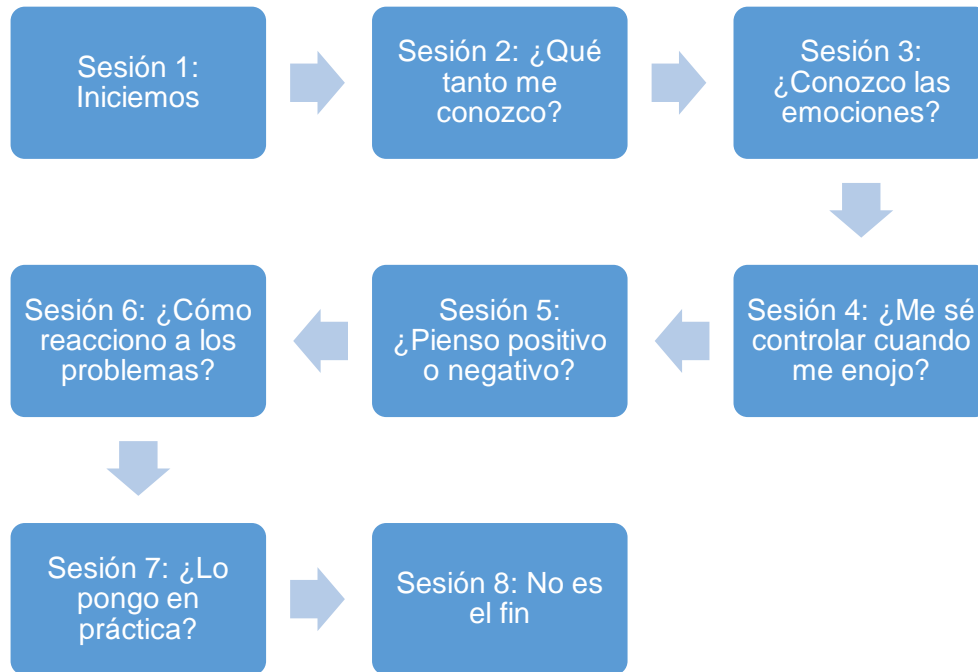 Sesión 1:
Iniciemos
Sesión 2: ¿Qué
tanto me
conozco?
Sesión 3:
¿Conozco las
emociones?
Sesión 4: ¿Me sé
controlar cuando
me enojo?
Sesión 5:
¿Pienso positivo
o negativo?
Sesión 6: ¿Cómo
reacciono a los
problemas?
Sesión 7: ¿Lo
pongo en
práctica?
Sesión 8: No es
el fin